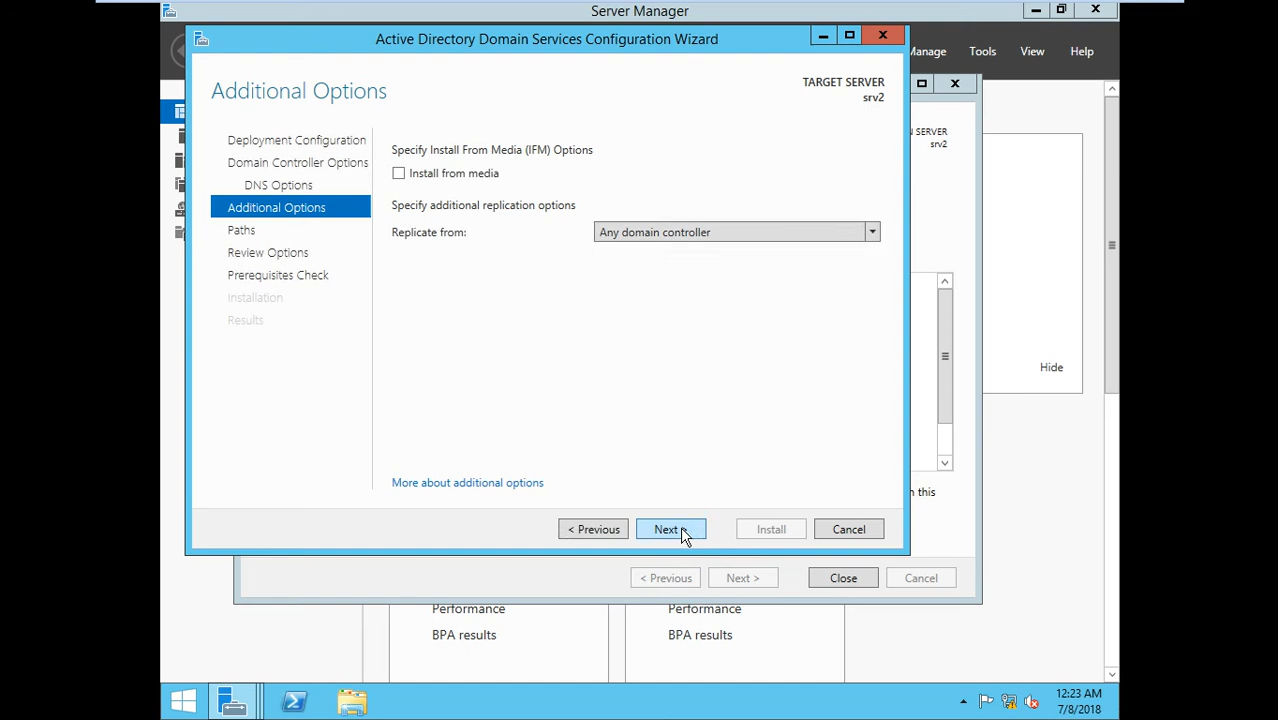 Server Manager
Active Directory Domain Services Configuration Wizard
Manage Tools View Help
Additional Options
TARGET SERVER
srv2
N SERVER
srv2
Deployment Configuration
Domain Controller Options
DNS Options
Additional Options
Paths
Review Options
Prerequisites Check
Installation
Results
Specify Install From Media (IFM) Options
Install from media
Specify additional replication options
Replicate from: Any domain controller
Hide
More about additional options
n this
< Previous Next > Install Cancel
< Previous Next > Close Cancel
Performance Performance
BPA results BPA results
12:23 AM
7/8/2018